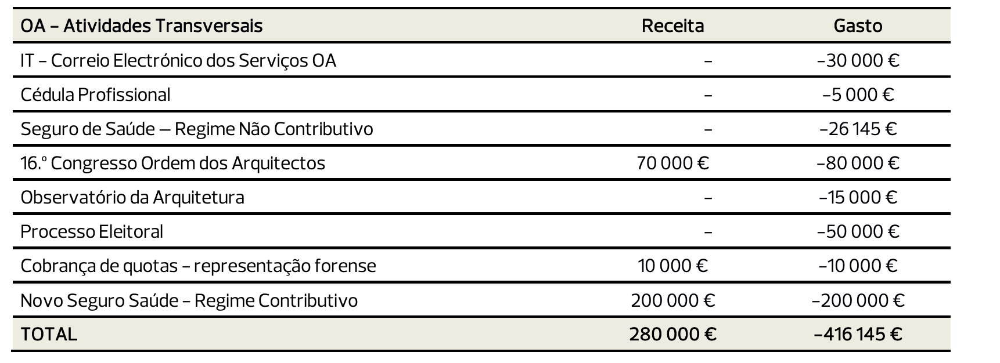 OA – Atividades Transversais Receita Gasto
IT – Correio Electrónico dos Serviços OA – –30 000 €
Cédula Profissional – –5 000 €
Seguro de Saúde — Regime Não Contributivo – –26 145 €
16.º Congresso Ordem dos Arquitectos 70 000 € –80 000 €
Observatório da Arquitetura – –15 000 €
Processo Eleitoral – –50 000 €
Cobrança de quotas – representação forense 10 000 € –10 000 €
Novo Seguro Saúde – Regime Contributivo 200 000 € –200 000 €
TOTAL 280 000 € –416 145 €